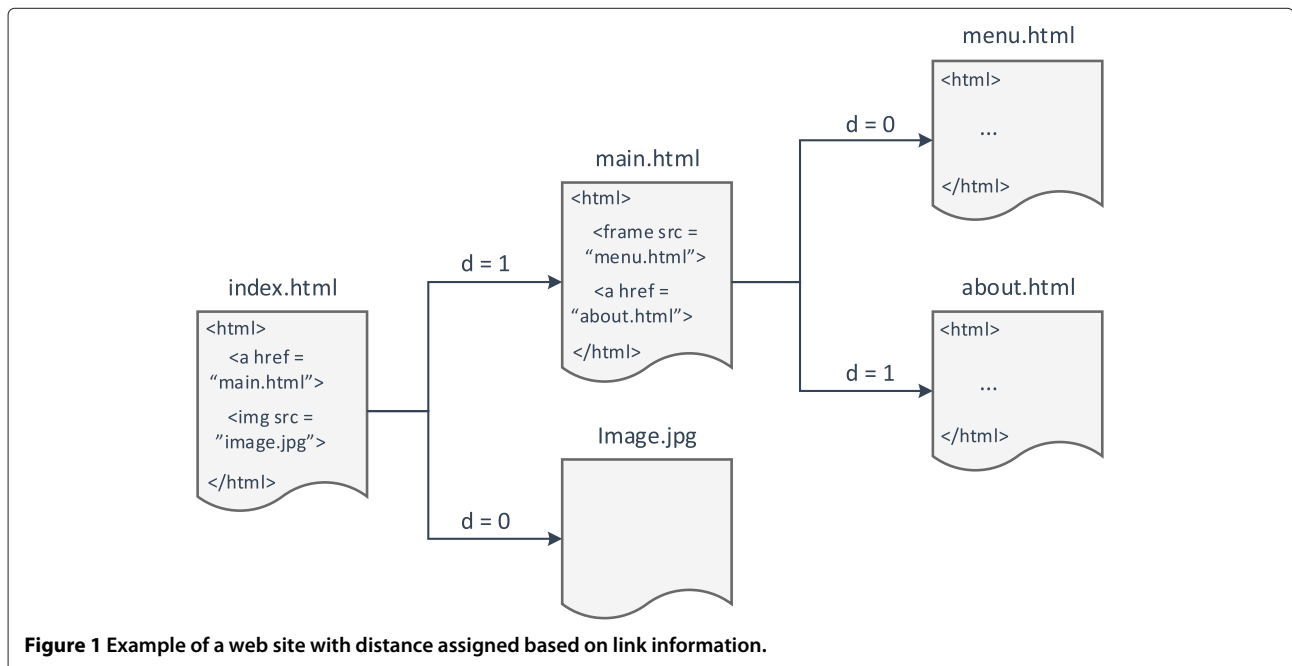 menu.html
<html>
...
</html>
d = 0
main.html
<html>
<frame src =
“menu.html”>
<a href =
“about.html”>
</html>
d = 1
index.html
<html>
<a href =
“main.html”>
<img src =
”image.jpg”>
</html>
about.html
<html>
...
</html>
d = 1
Image.jpg
d = 0
Figure 1 Example of a web site with distance assigned based on link information.